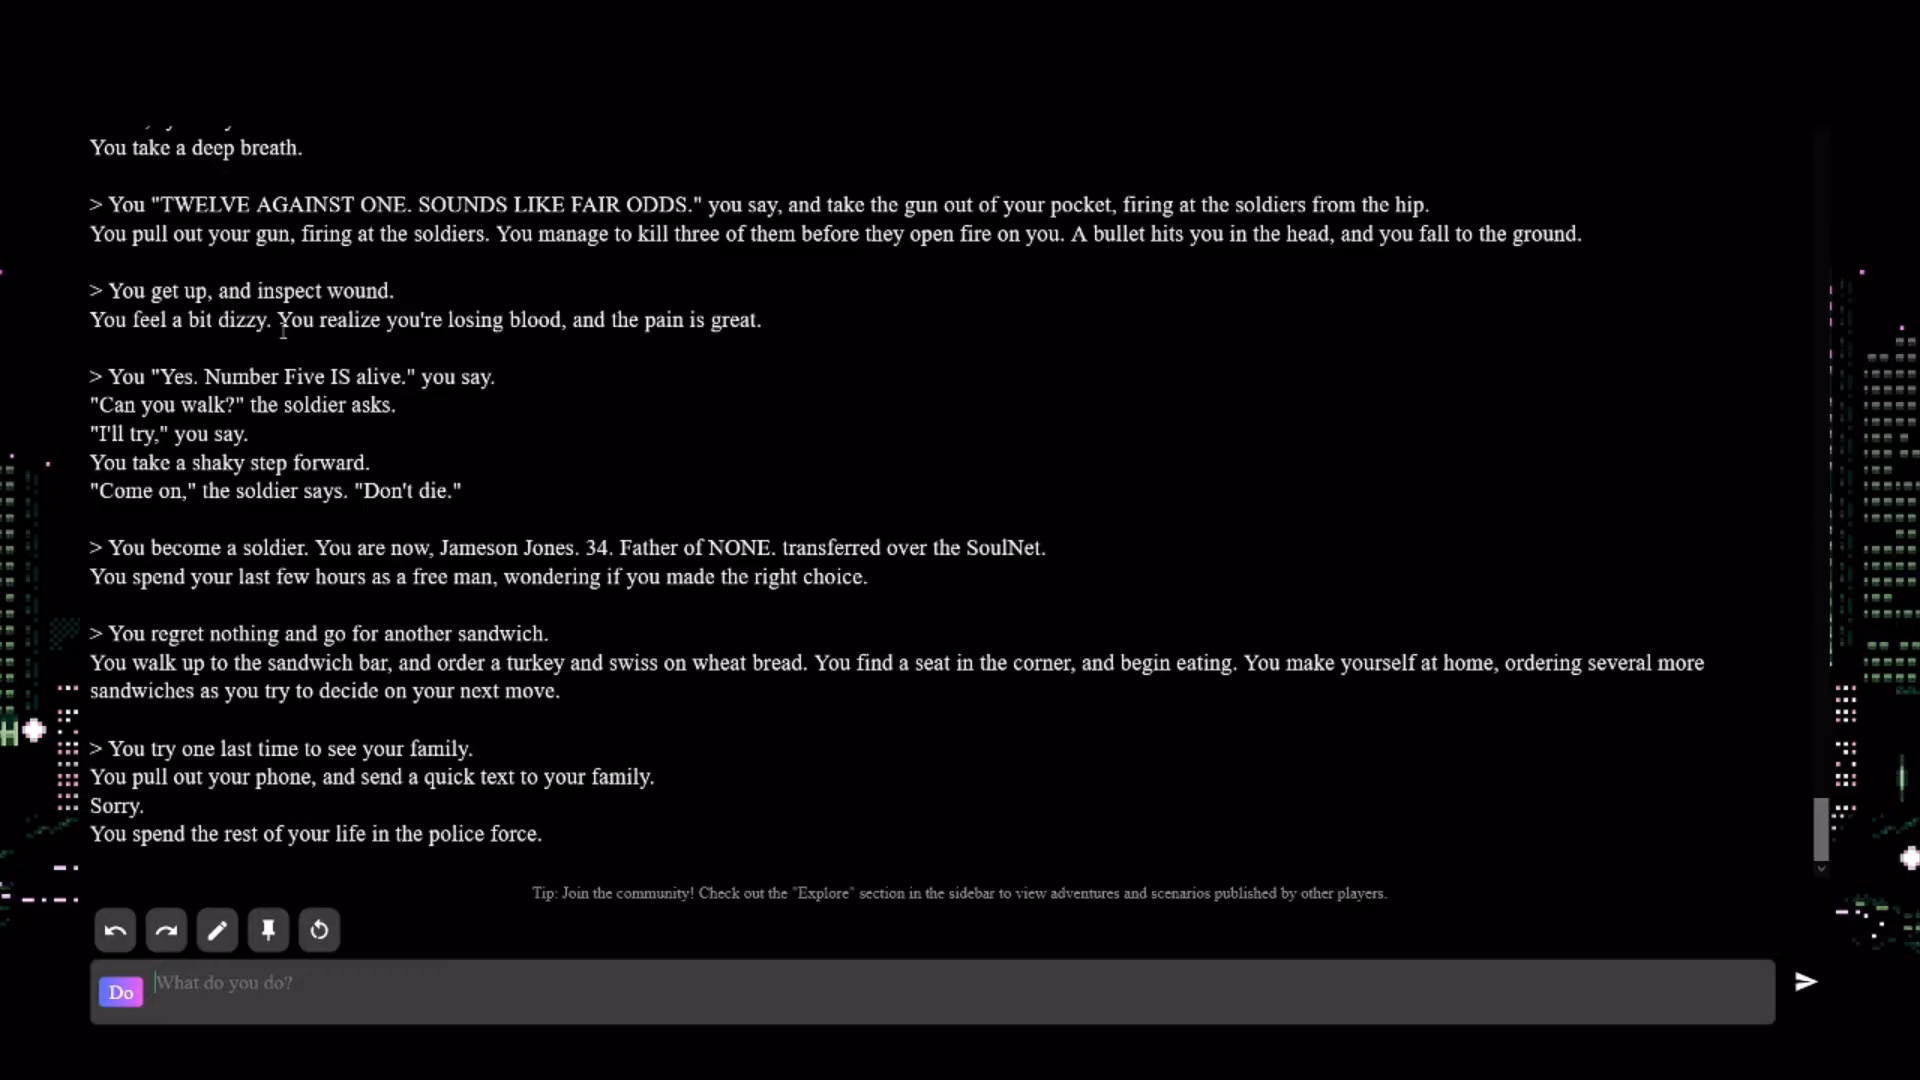 You take a deep breath.
> You "TWELVE AGAINST ONE. SOUNDS LIKE FAIR ODDS." you say, and take the gun out of your pocket, firing at the soldiers from the hip.
You pull out your gun, firing at the soldiers. You manage to kill three of them before they open fire on you. A bullet hits you in the head, and you fall to the ground.
> You get up, and inspect wound.
You feel a bit dizzy. You realize you're losing blood, and the pain is great.
> You "Yes. Number Five IS alive." you say.
"Can you walk?" the soldier asks.
"I'll try," you say.
You take a shaky step forward.
"Come on," the soldier says. "Don't die."
> You become a soldier. You are now, Jameson Jones. 34. Father of NONE. transferred over the SoulNet.
You spend your last few hours as a free man, wondering if you made the right choice.
> You regret nothing and go for another sandwich.
You walk up to the sandwich bar, and order a turkey and swiss on wheat bread. You find a seat in the corner, and begin eating. You make yourself at home, ordering several more
sandwiches as you try to decide on your next move.
> You try one last time to see your family.
You pull out your phone, and send a quick text to your family.
Sorry.
You spend the rest of your life in the police force.
Tip: Join the community! Check out the "Explore" section in the sidebar to view adventures and scenarios published by other players.
Do What do you do?